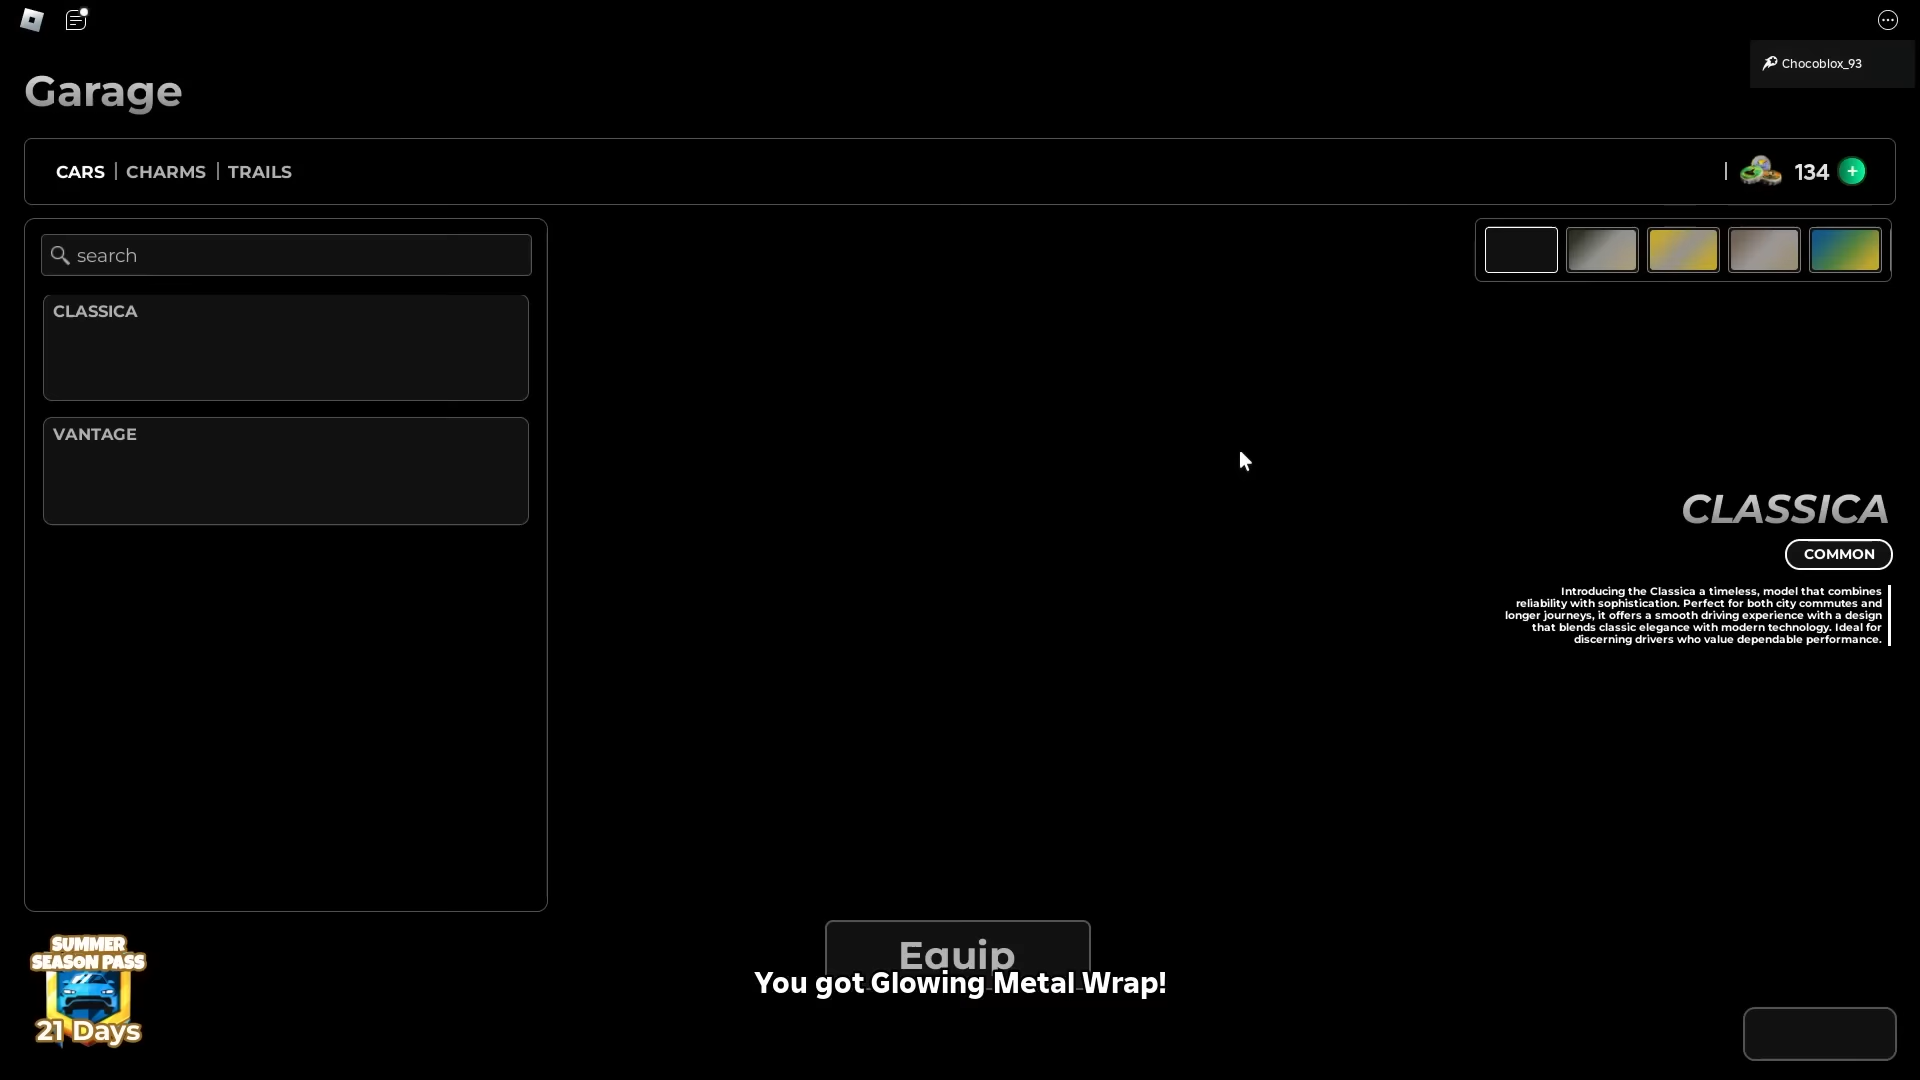 Chocoblox_93
Garage
CARS | CHARMS | TRAILS
134 +
search
CLASSICA
VANTAGE
CLASSICA
COMMON
Introducing the Classica a timeless, model that combines
reliability with sophistication. Perfect for both city commutes and
longer journeys, it offers a smooth driving experience with a design
that blends classic elegance with modern technology. Ideal for
discerning drivers who value dependable performance.
Equip
You got Glowing Metal Wrap!
SUMMER
SEASON PASS
21 Days